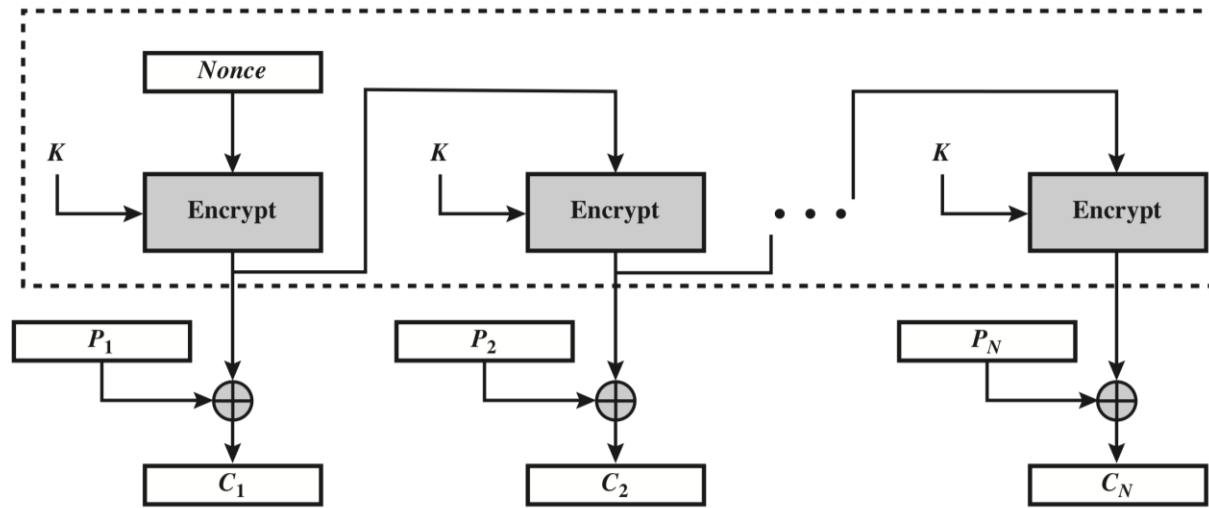 Nonce
K
K
K
Encrypt
Encrypt
• • •
Encrypt
P1
P2
PN
C1
C2
CN